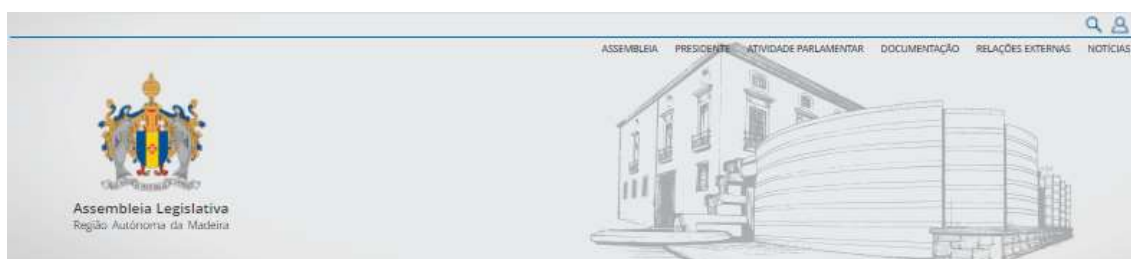 ASSEMBLEIA PRESIDENTE ATIVIDADE PARLAMENTAR DOCUMENTAÇÃO RELAÇÕES EXTERNAS NOTÍCIAS
Assembleia Legislativa
Região Autónoma da Madeira